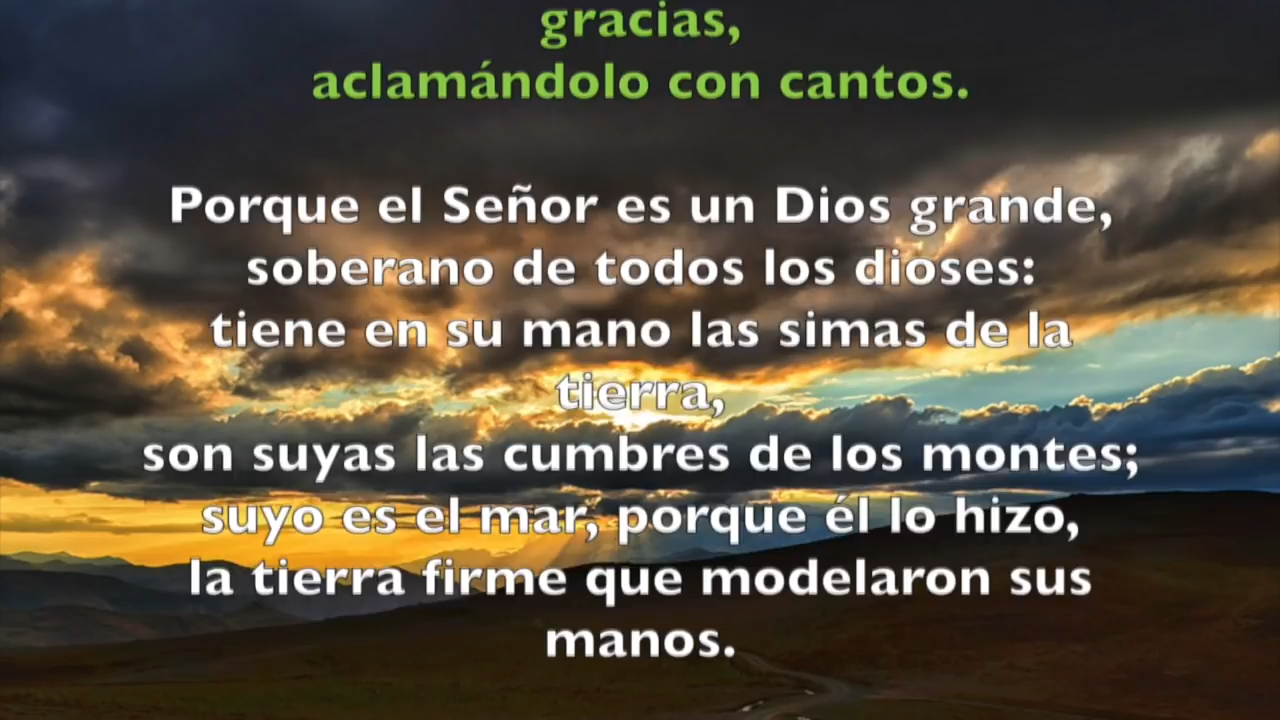 gracias,
aclamándolo con cantos.
Porque el Señor es un Dios grande,
soberano de todos los dioses:
tiene en su mano las simas de la
tierra,
son suyas las cumbres de los montes;
suyo es el mar, porque él lo hizo,
la tierra firme que modelaron sus
manos.